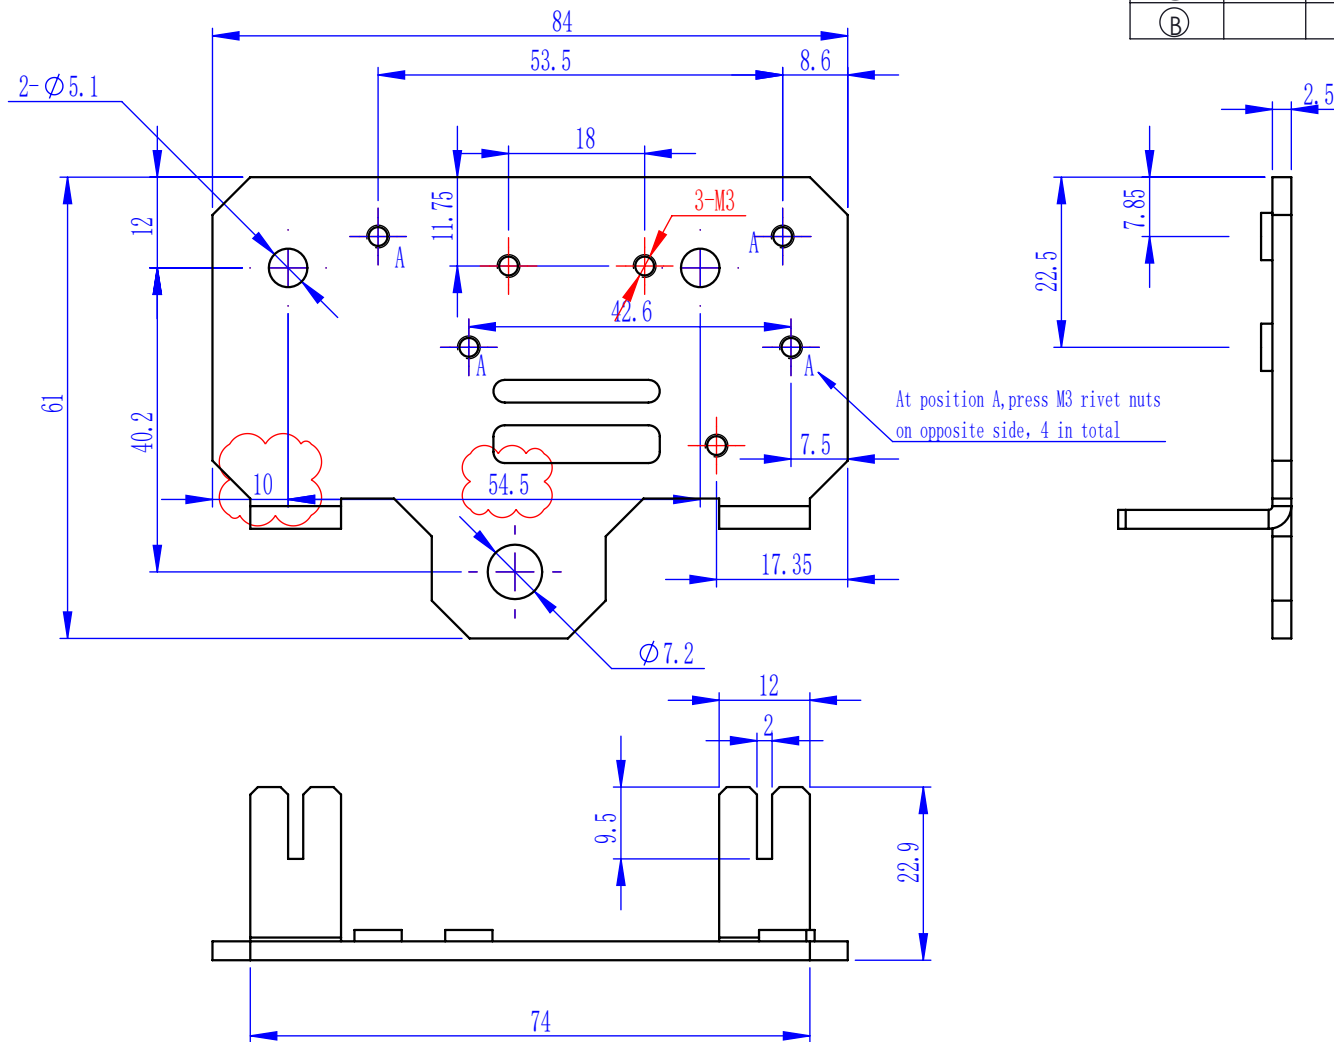 84
B
53.5
8.6
2-Ø5.1
2.5
18
11.75
3-M3
12
7.85
A
22.5
42.6
A
A
At position A,press M3 rivet nuts
on opposite side, 4 in total
61
40.2
7.5
10
54.5
17.35
Ø7.2
12
2
9.5
22.9
74